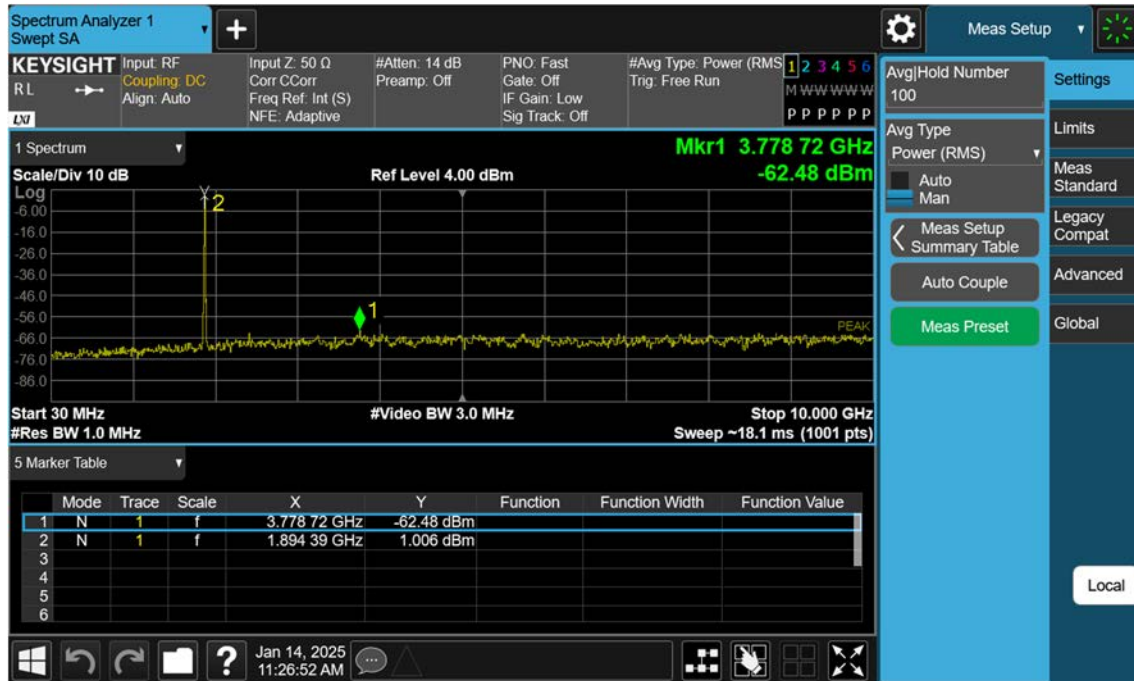 Spectrum Analyzer 1
Swept SA
Meas Setup
KEYSIGHT
Input: RF
Input Z: 50 Ω
#Atten: 14 dB
PNO: Fast
#Avg Type: Power (RMS
1 2 3 4 5 6
R L
Coupling: DC
Corr CCorr
Preamp: Off
Gate: Off
Trig: Free Run
M W W W W W
Align: Auto
Freq Ref: Int (S)
IF Gain: Low
LXI
NFE: Adaptive
Sig Track: Off
P P P P P P
Avg|Hold Number
100
Avg Type
Power (RMS)
Auto
Man
Meas Setup
Summary Table
Auto Couple
Meas Preset
Settings
Limits
Meas
Standard
Legacy
Compat
Advanced
Global
Local
1 Spectrum
Mkr1 3.778 72 GHz
Scale/Div 10 dB
Ref Level 4.00 dBm
-62.48 dBm
Log
2
-6.00
-16.0
-26.0
-36.0
-46.0
-56.0
1
PEAK
-66.0
-76.0
-86.0
Start 30 MHz
#Video BW 3.0 MHz
Stop 10.000 GHz
#Res BW 1.0 MHz
Sweep ~18.1 ms (1001 pts)
5 Marker Table
Mode Trace Scale X Y Function Function Width Function Value
1 N 1 f 3.778 72 GHz -62.48 dBm
2 N 1 f 1.894 39 GHz 1.006 dBm
3
4
5
6
?
Jan 14, 2025
11:26:52 AM